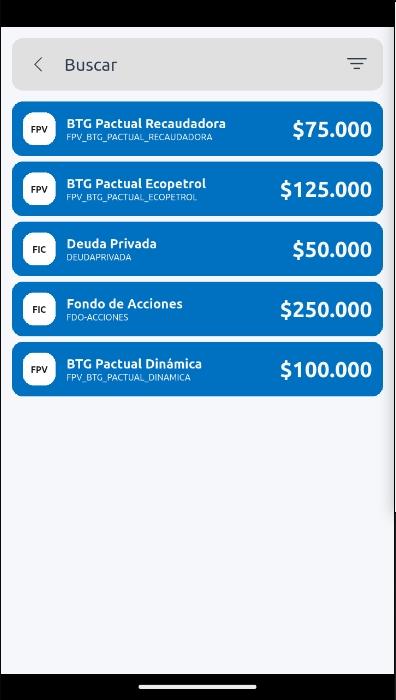 Buscar
FPV
BTG Pactual Recaudadora
FPV_BTG_PACTUAL_RECAUDADORA
$75.000
FPV
BTG Pactual Ecopetrol
FPV_BTG_PACTUAL_ECOPETROL
$125.000
FIC
Deuda Privada
DEUDAPRIVADA
$50.000
FIC
Fondo de Acciones
FDO-ACCIONES
$250.000
FPV
BTG Pactual Dinámica
FPV_BTG_PACTUAL_DINAMICA
$100.000